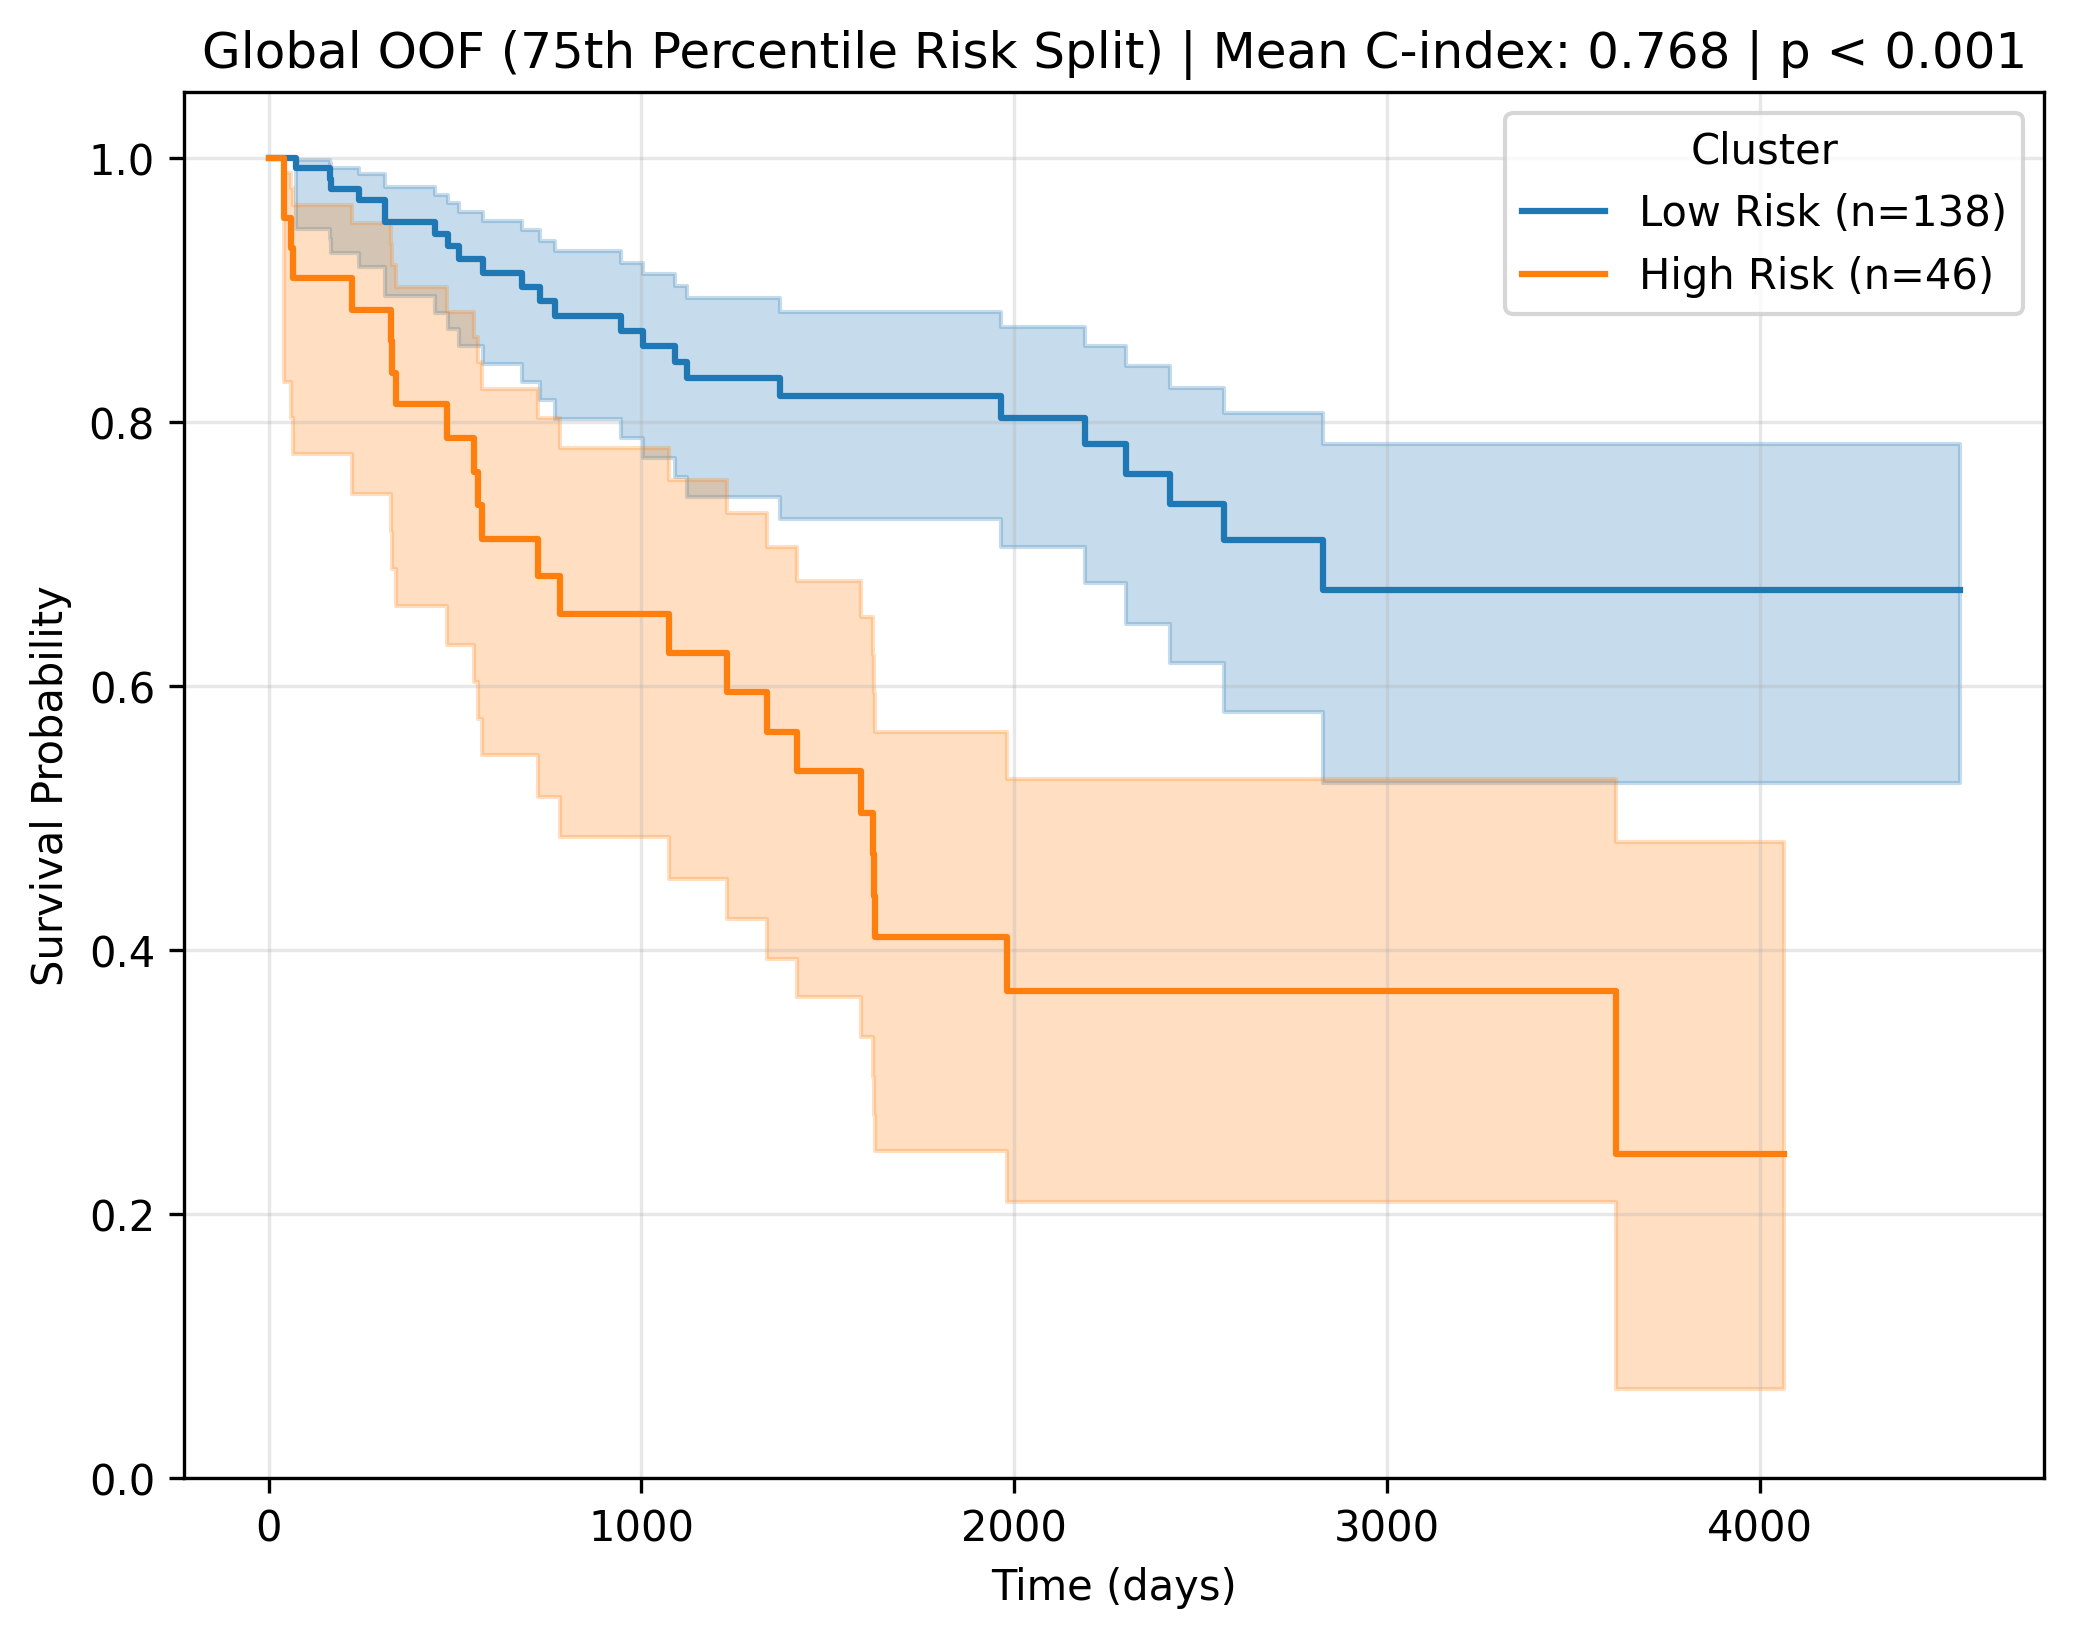 Global OOF (75th Percentile Risk Split) | Mean C-index: 0.768 | p < 0.001
Cluster
Low Risk (n=138)
High Risk (n=46)
Survival Probability
1.0
0.8
0.6
0.4
0.2
0.0
0 1000 2000 3000 4000
Time (days)